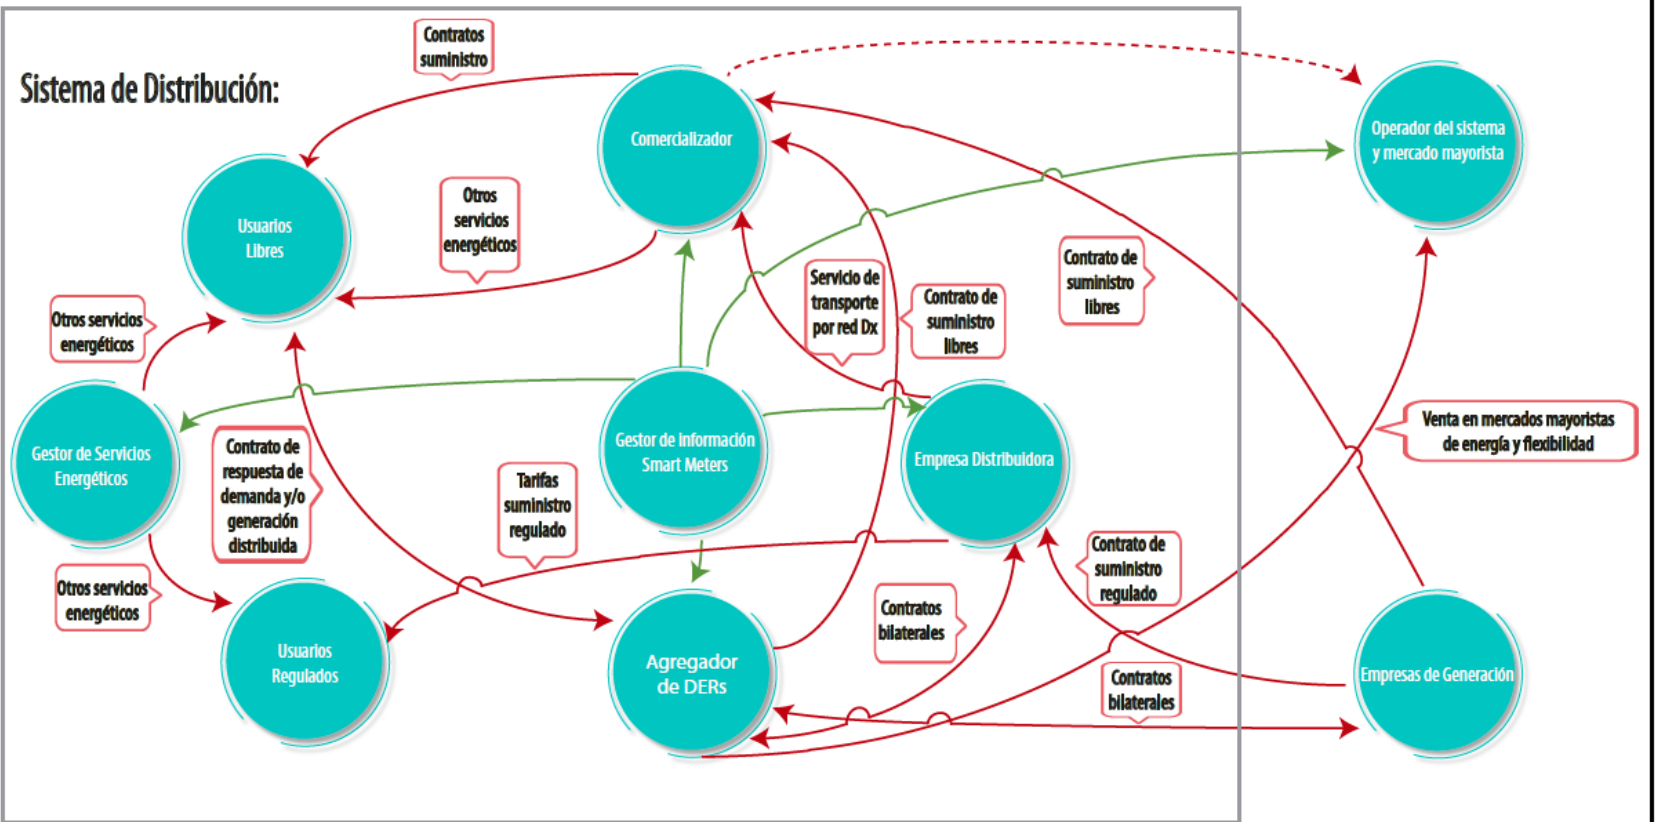 Sistema de Distribución:
Contratos
suministro
Comercializador
Operador del sistema
y mercado mayorista
Usuarios
Libres
Otros
servicios
energéticos
Contrato de
suministro
libres
Servicio de
transporte
por red Dx
Contrato de
suministro
libres
Otros servicios
energéticos
Gestor de Servicios
Energéticos
Contrato de
respuesta de
demanda y/o
generación
distribuida
Gestor de Información
Smart Meters
Empresa Distribuidora
Venta en mercados mayoristas
de energía y flexibilidad
Tarifas
suministro
regulado
Contrato de
suministro
regulado
Otros servicios
energéticos
Contratos
bilaterales
Usuarios
Regulados
Agregador
de DERs
Contratos
bilaterales
Empresas de Generación